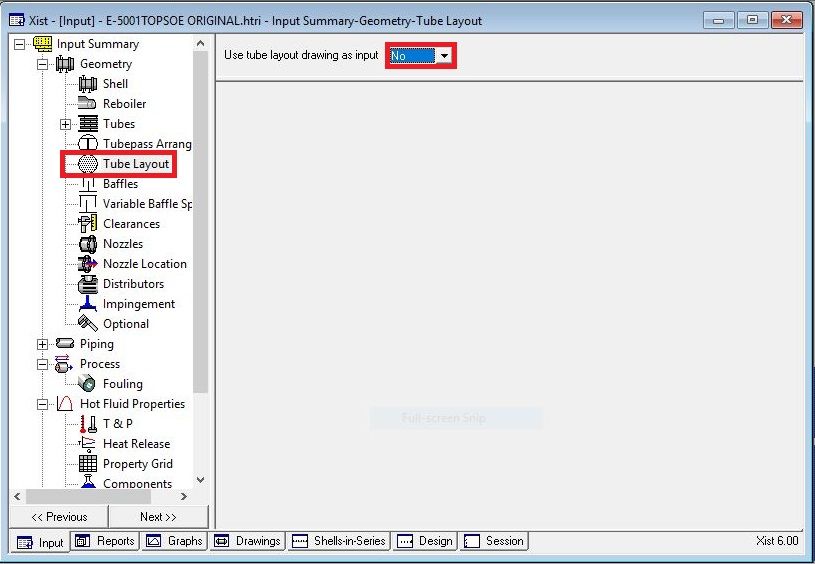 Xist - [Input] - E-5001TOPSOE ORIGINAL.htri - Input Summary-Geometry-Tube Layout
Input Summary
Geometry
Shell
Reboiler
Tubes
Tubepass Arrang
Tube Layout
Baffles
Variable Baffle Sp
Clearances
Nozzles
Nozzle Location
Distributors
Impingement
Optional
Piping
Process
Fouling
Hot Fluid Properties
T & P
Heat Release
Property Grid
Components
<< Previous
Next >>
Use tube layout drawing as input No
Full-screen Snip
Input
Reports
Graphs
Drawings
Shells-in-Series
Design
Session
Xist 6.00